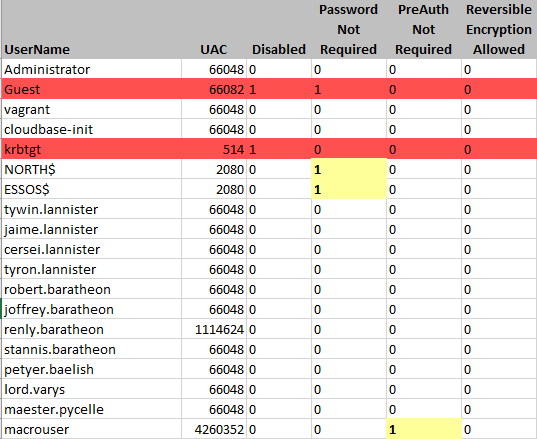 UserName UAC Disabled Password Not Required PreAuth Not Required Reversible Encryption Allowed
Administrator 66048 0 0 0 0
Guest 66082 1 1 0 0
vagrant 66048 0 0 0 0
cloudbase-init 66048 0 0 0 0
krbtgt 514 1 0 0 0
NORTH$ 2080 0 1 0 0
ESSOS$ 2080 0 1 0 0
tywin.lannister 66048 0 0 0 0
jaime.lannister 66048 0 0 0 0
cersei.lannister 66048 0 0 0 0
tyron.lannister 66048 0 0 0 0
robert.baratheon 66048 0 0 0 0
joffrey.baratheon 66048 0 0 0 0
renly.baratheon 1114624 0 0 0 0
stannis.baratheon 66048 0 0 0 0
petyer.baelish 66048 0 0 0 0
lord.varys 66048 0 0 0 0
maester.pycelle 66048 0 0 0 0
macrouser 4260352 0 0 1 0